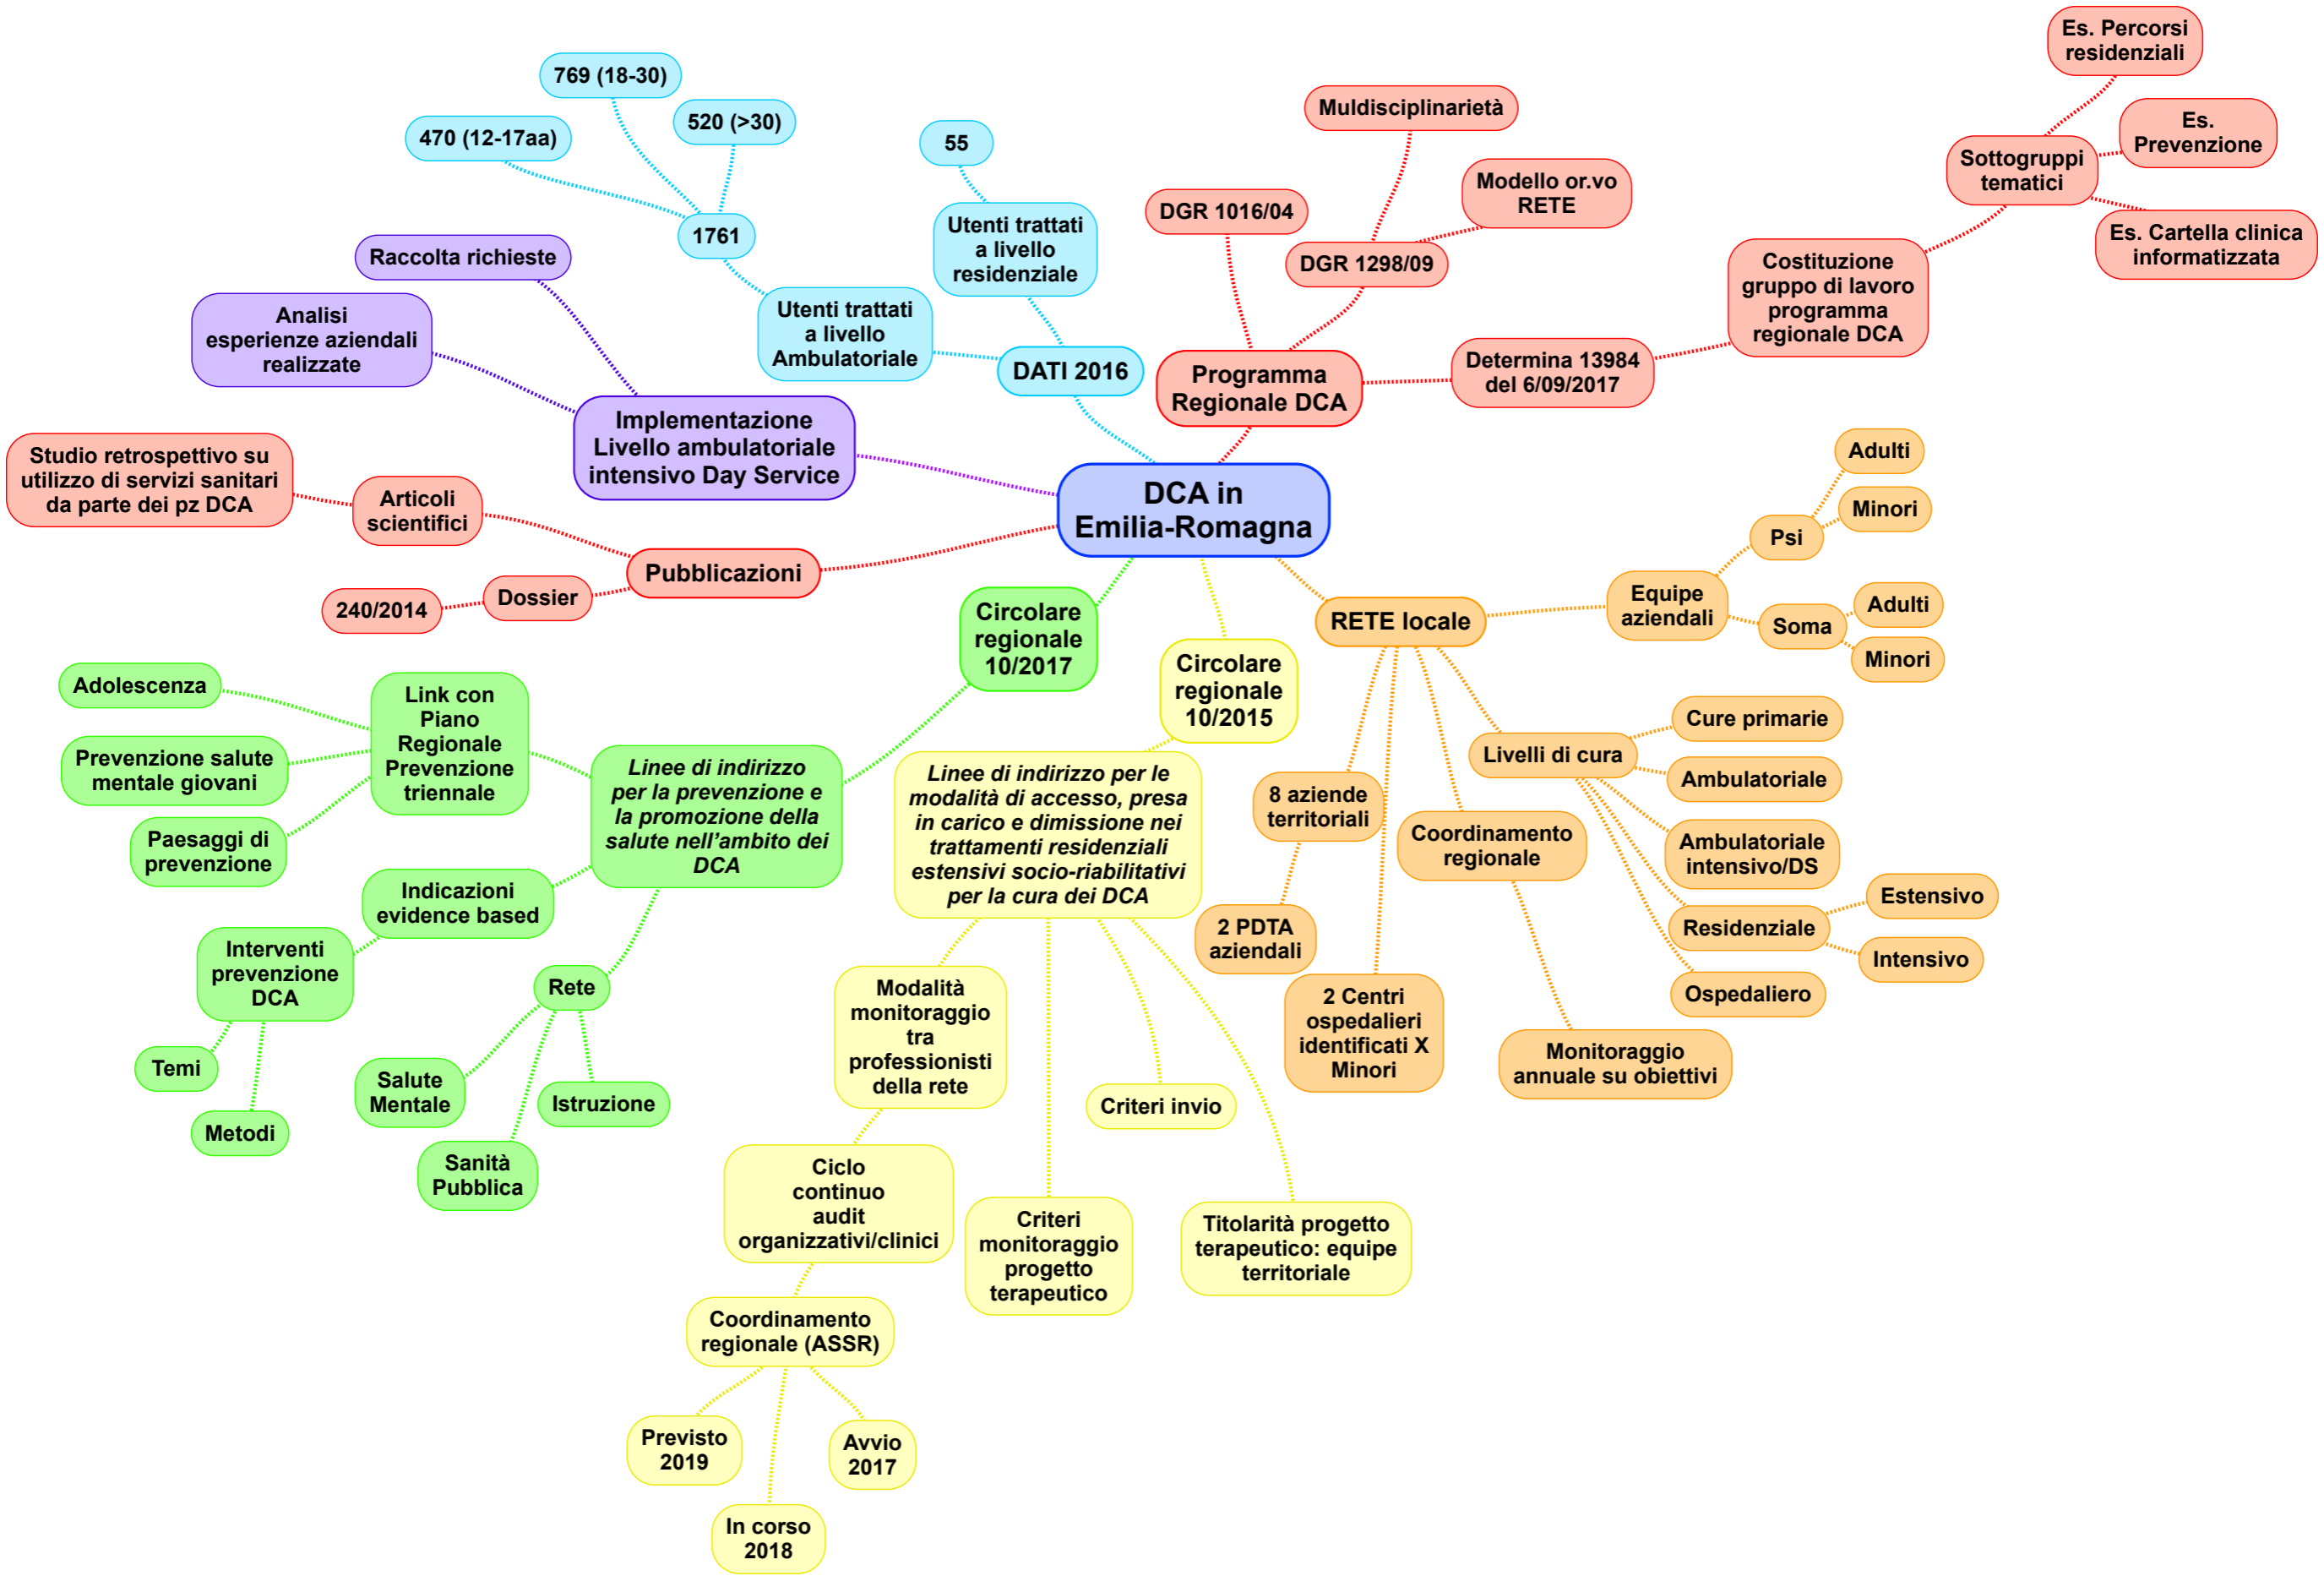 DCA in
Emilia-Romagna
Programma
Regionale DCA
DGR 1016/04
DGR 1298/09
Muldisciplinarietà
Modello or.vo
RETE
Determina 13984
del 6/09/2017
Costituzione
gruppo di lavoro
programma
regionale DCA
Sottogruppi
tematici
Es. Percorsi
residenziali
Es.
Prevenzione
Es. Cartella clinica
informatizzata
RETE locale
Equipe
aziendali
Psi
Adulti
Minori
Soma
Adulti
Minori
Livelli di cura
Cure primarie
Ambulatoriale
Ambulatoriale
intensivo/DS
Residenziale
Estensivo
Intensivo
Ospedaliero
Coordinamento
regionale
Monitoraggio
annuale su obiettivi
2 Centri
ospedalieri
identificati X
Minori
8 aziende
territoriali
2 PDTA
aziendali
Circolare
regionale
10/2015
Linee di indirizzo per le
modalità di accesso, presa
in carico e dimissione nei
trattamenti residenziali
estensivi socio-riabilitativi
per la cura dei DCA
Titolarità progetto
terapeutico: equipe
territoriale
Criteri invio
Criteri
monitoraggio
progetto
terapeutico
Modalità
monitoraggio
tra
professionisti
della rete
Ciclo
continuo
audit
organizzativi/clinici
Coordinamento
regionale (ASSR)
Avvio
2017
In corso
2018
Previsto
2019
Circolare
regionale
10/2017
Linee di indirizzo
per la prevenzione e
la promozione della
salute nell'ambito dei
DCA
Link con
Piano
Regionale
Prevenzione
triennale
Adolescenza
Prevenzione salute
mentale giovani
Paesaggi di
prevenzione
Indicazioni
evidence based
Interventi
prevenzione
DCA
Temi
Metodi
Rete
Salute
Mentale
Sanità
Pubblica
Istruzione
Pubblicazioni
Articoli
scientifici
Studio retrospettivo su
utilizzo di servizi sanitari
da parte dei pz DCA
Dossier
240/2014
Implementazione
Livello ambulatoriale
intensivo Day Service
Raccolta richieste
Analisi
esperienze aziendali
realizzate
DATI 2016
Utenti trattati
a livello
Ambulatoriale
1761
470 (12-17aa)
769 (18-30)
520 (>30)
Utenti trattati
a livello
residenziale
55